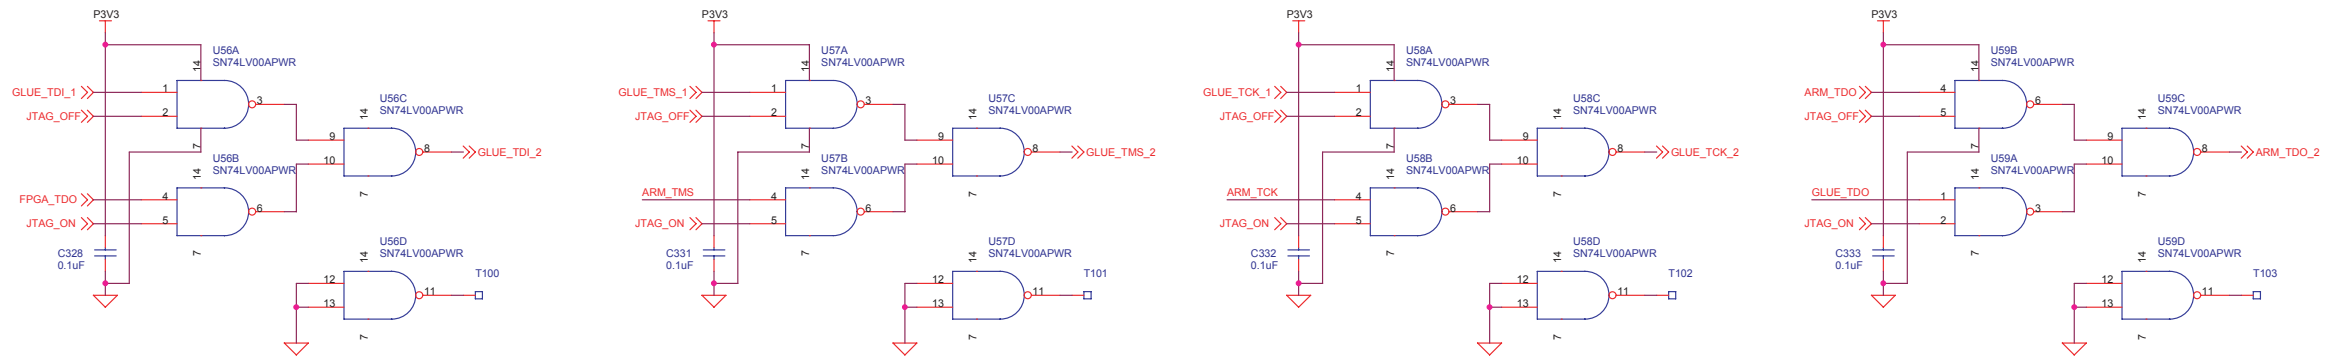 P3V3
U56A
SN74LV00APWR
14
GLUE_TDI_1
1
3
JTAG_OFF
2
7
U56C
SN74LV00APWR
14
9
10
8
GLUE_TDI_2
7
U56B
SN74LV00APWR
14
FPGA_TDO
4
6
JTAG_ON
5
7
C328
0.1uF
U56D
SN74LV00APWR
14
12
13
11
T100
7
P3V3
U57A
SN74LV00APWR
14
GLUE_TMS_1
1
3
JTAG_OFF
2
7
U57C
SN74LV00APWR
14
9
10
8
GLUE_TMS_2
7
U57B
SN74LV00APWR
14
ARM_TMS
4
6
JTAG_ON
5
7
C331
0.1uF
U57D
SN74LV00APWR
14
12
13
11
T101
7
P3V3
U58A
SN74LV00APWR
14
GLUE_TCK_1
1
3
JTAG_OFF
2
7
U58C
SN74LV00APWR
14
9
10
8
GLUE_TCK_2
7
U58B
SN74LV00APWR
14
ARM_TCK
4
6
JTAG_ON
5
7
C332
0.1uF
U58D
SN74LV00APWR
14
12
13
11
T102
7
P3V3
U59B
SN74LV00APWR
14
ARM_TDO
4
6
JTAG_OFF
5
7
U59C
SN74LV00APWR
14
9
10
8
ARM_TDO_2
7
U59A
SN74LV00APWR
14
GLUE_TDO
1
3
JTAG_ON
2
7
C333
0.1uF
U59D
SN74LV00APWR
14
12
13
11
T103
7